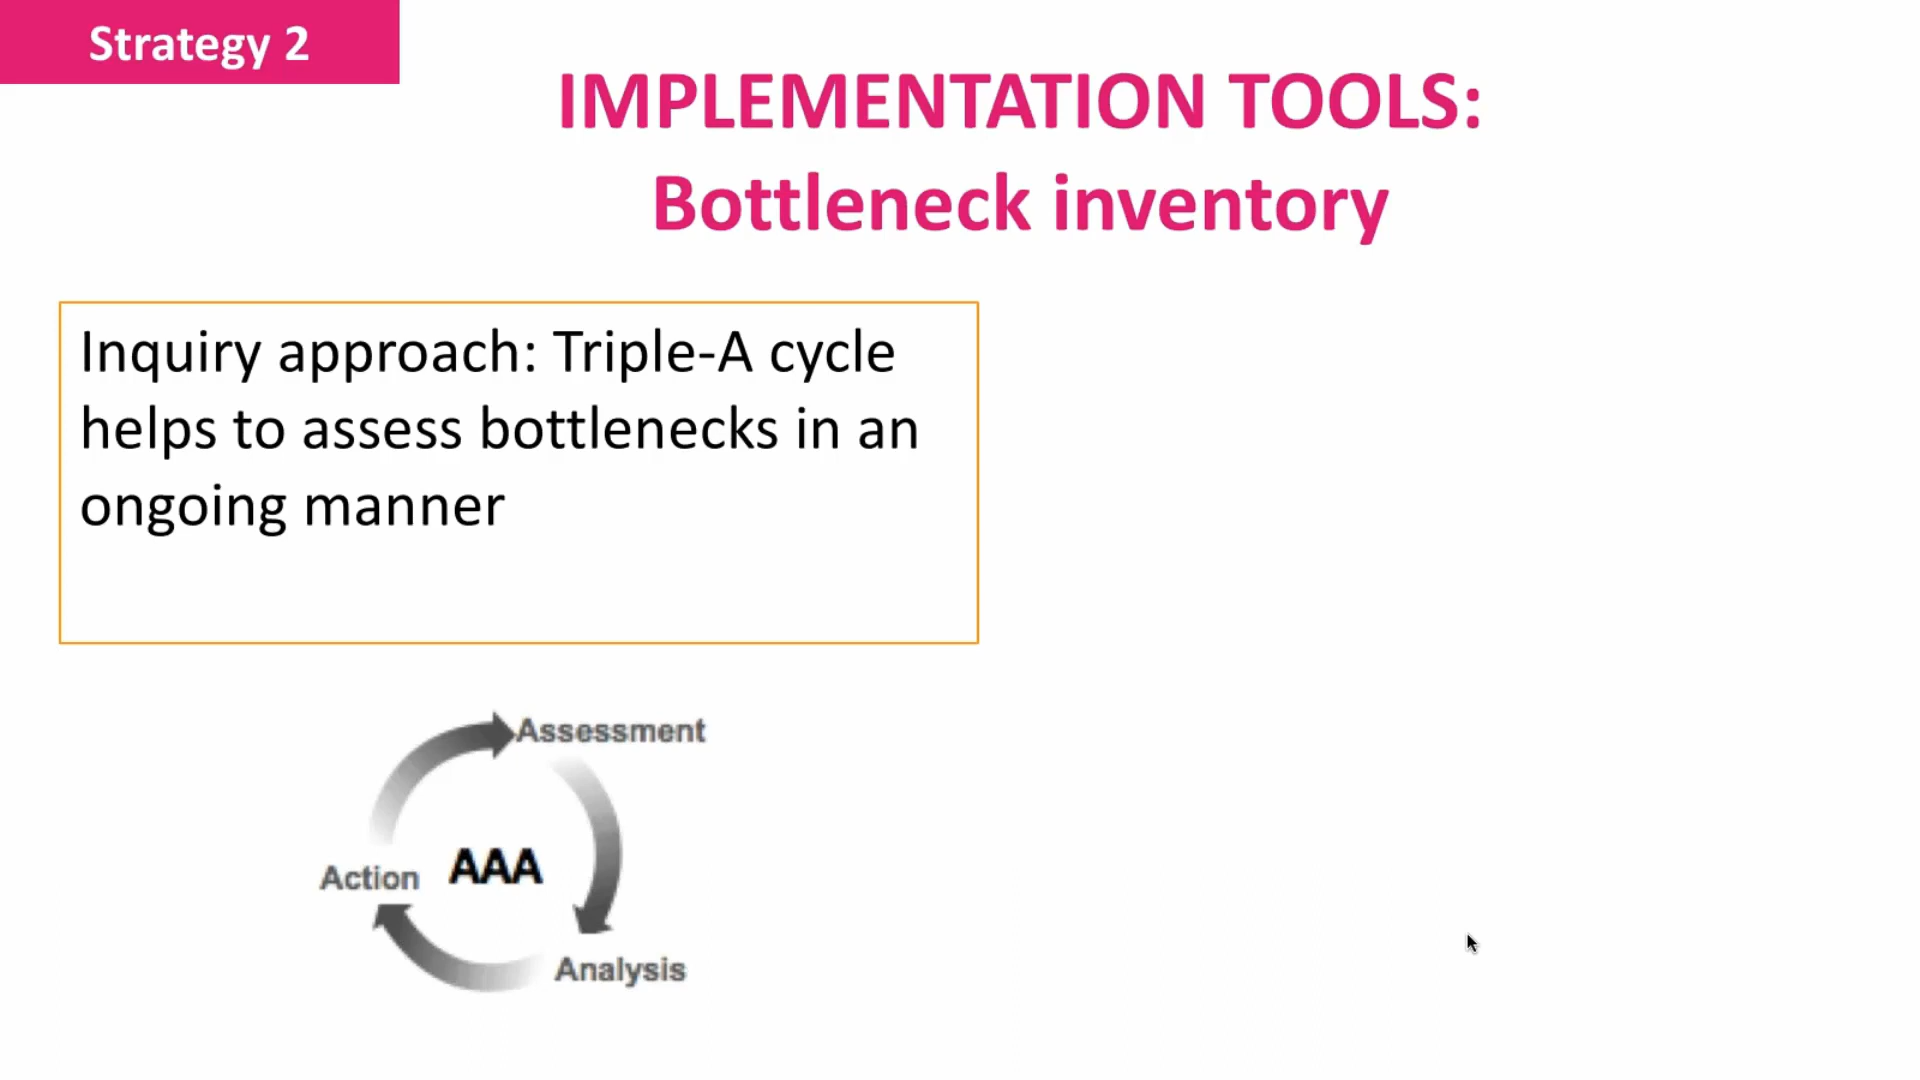 Strategy 2
IMPLEMENTATION TOOLS:
Bottleneck inventory
Inquiry approach: Triple-A cycle
helps to assess bottlenecks in an
ongoing manner
Assessment
Action
AAA
Analysis